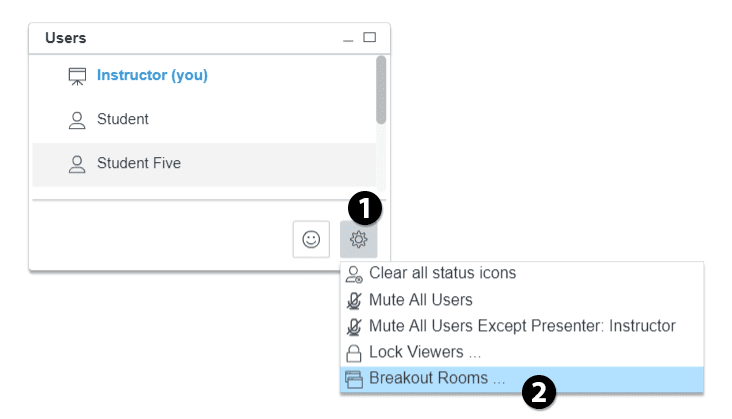 Users
Instructor (you)
Student
Student Five
1
Clear all status icons
Mute All Users
Mute All Users Except Presenter: Instructor
Lock Viewers ...
Breakout Rooms ...
2